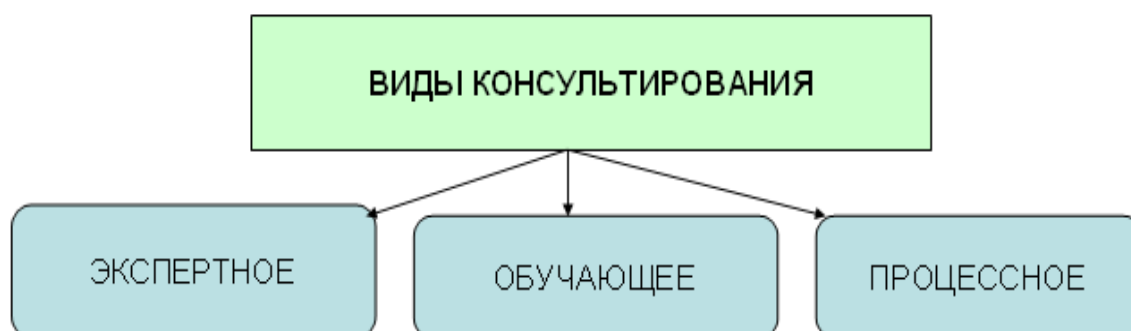 ВИДЫ КОНСУЛЬТИРОВАНИЯ
ЭКСПЕРТНОЕ
ОБУЧАЮЩЕЕ
ПРОЦЕССНОЕ